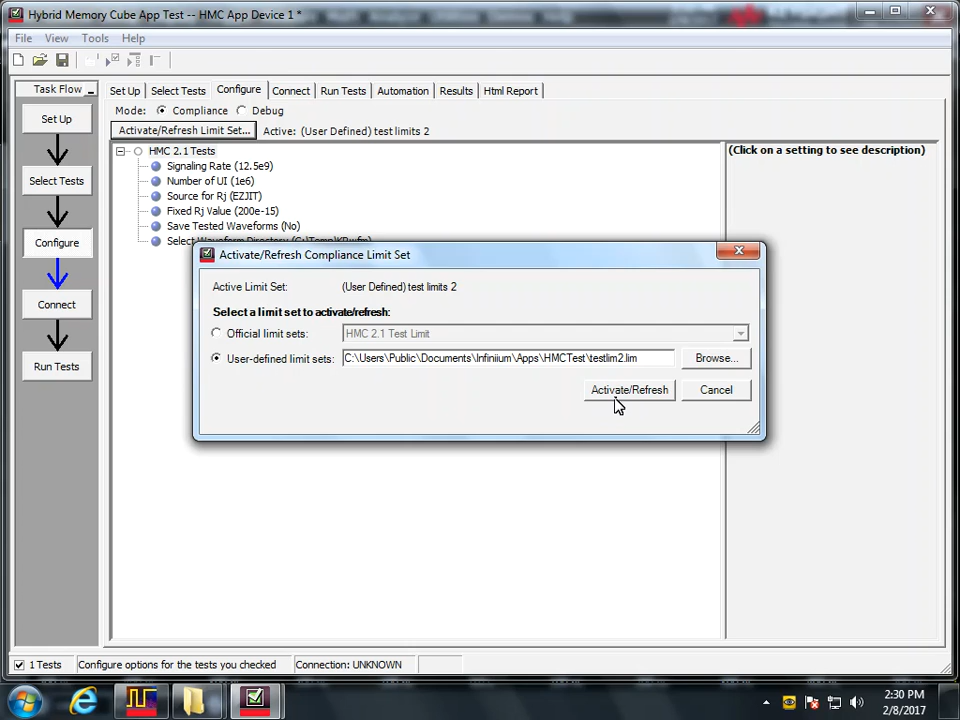 Hybrid Memory Cube App Test -- HMC App Device 1 *
File View Tools Help
Task Flow
Set Up
Select Tests
Configure
Connect
Run Tests
Set Up Select Tests Configure Connect Run Tests Automation Results Html Report
Mode: Compliance Debug
Activate/Refresh Limit Set... Active: (User Defined) test limits 2
HMC 2.1 Tests
Signaling Rate (12.5e9)
Number of UI (1e6)
Source for Rj (EZJIT)
Fixed Rj Value (200e-15)
Save Tested Waveforms (No)
Select Waveform Directory
(Click on a setting to see description)
Activate/Refresh Compliance Limit Set
Active Limit Set: (User Defined) test limits 2
Select a limit set to activate/refresh:
Official limit sets: HMC 2.1 Test Limit
User-defined limit sets: C:\Users\Public\Documents\Infiniium\Apps\HMCTest\testlim2.lim Browse...
Activate/Refresh Cancel
1 Tests Configure options for the tests you checked Connection: UNKNOWN
2:30 PM
2/8/2017